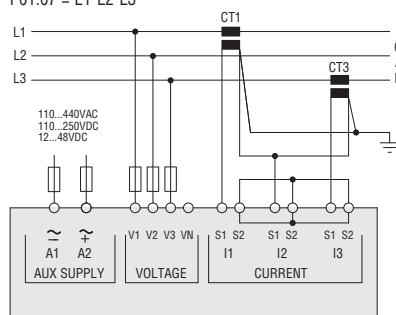 P01.07 = L1-L2-L3
CT1
L1
L2
CT3
L3
110...440VAC
110...250VDC
12...48VDC
V1 V2 V3 VN S1 S2 S1 S2 S1 S2
A1 A2 I1 I2 I3
AUX SUPPLY VOLTAGE CURRENT